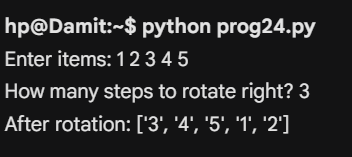 hp@Damit:~$ python prog24.py
Enter items: 1 2 3 4 5
How many steps to rotate right? 3
After rotation: ['3', '4', '5', '1', '2']